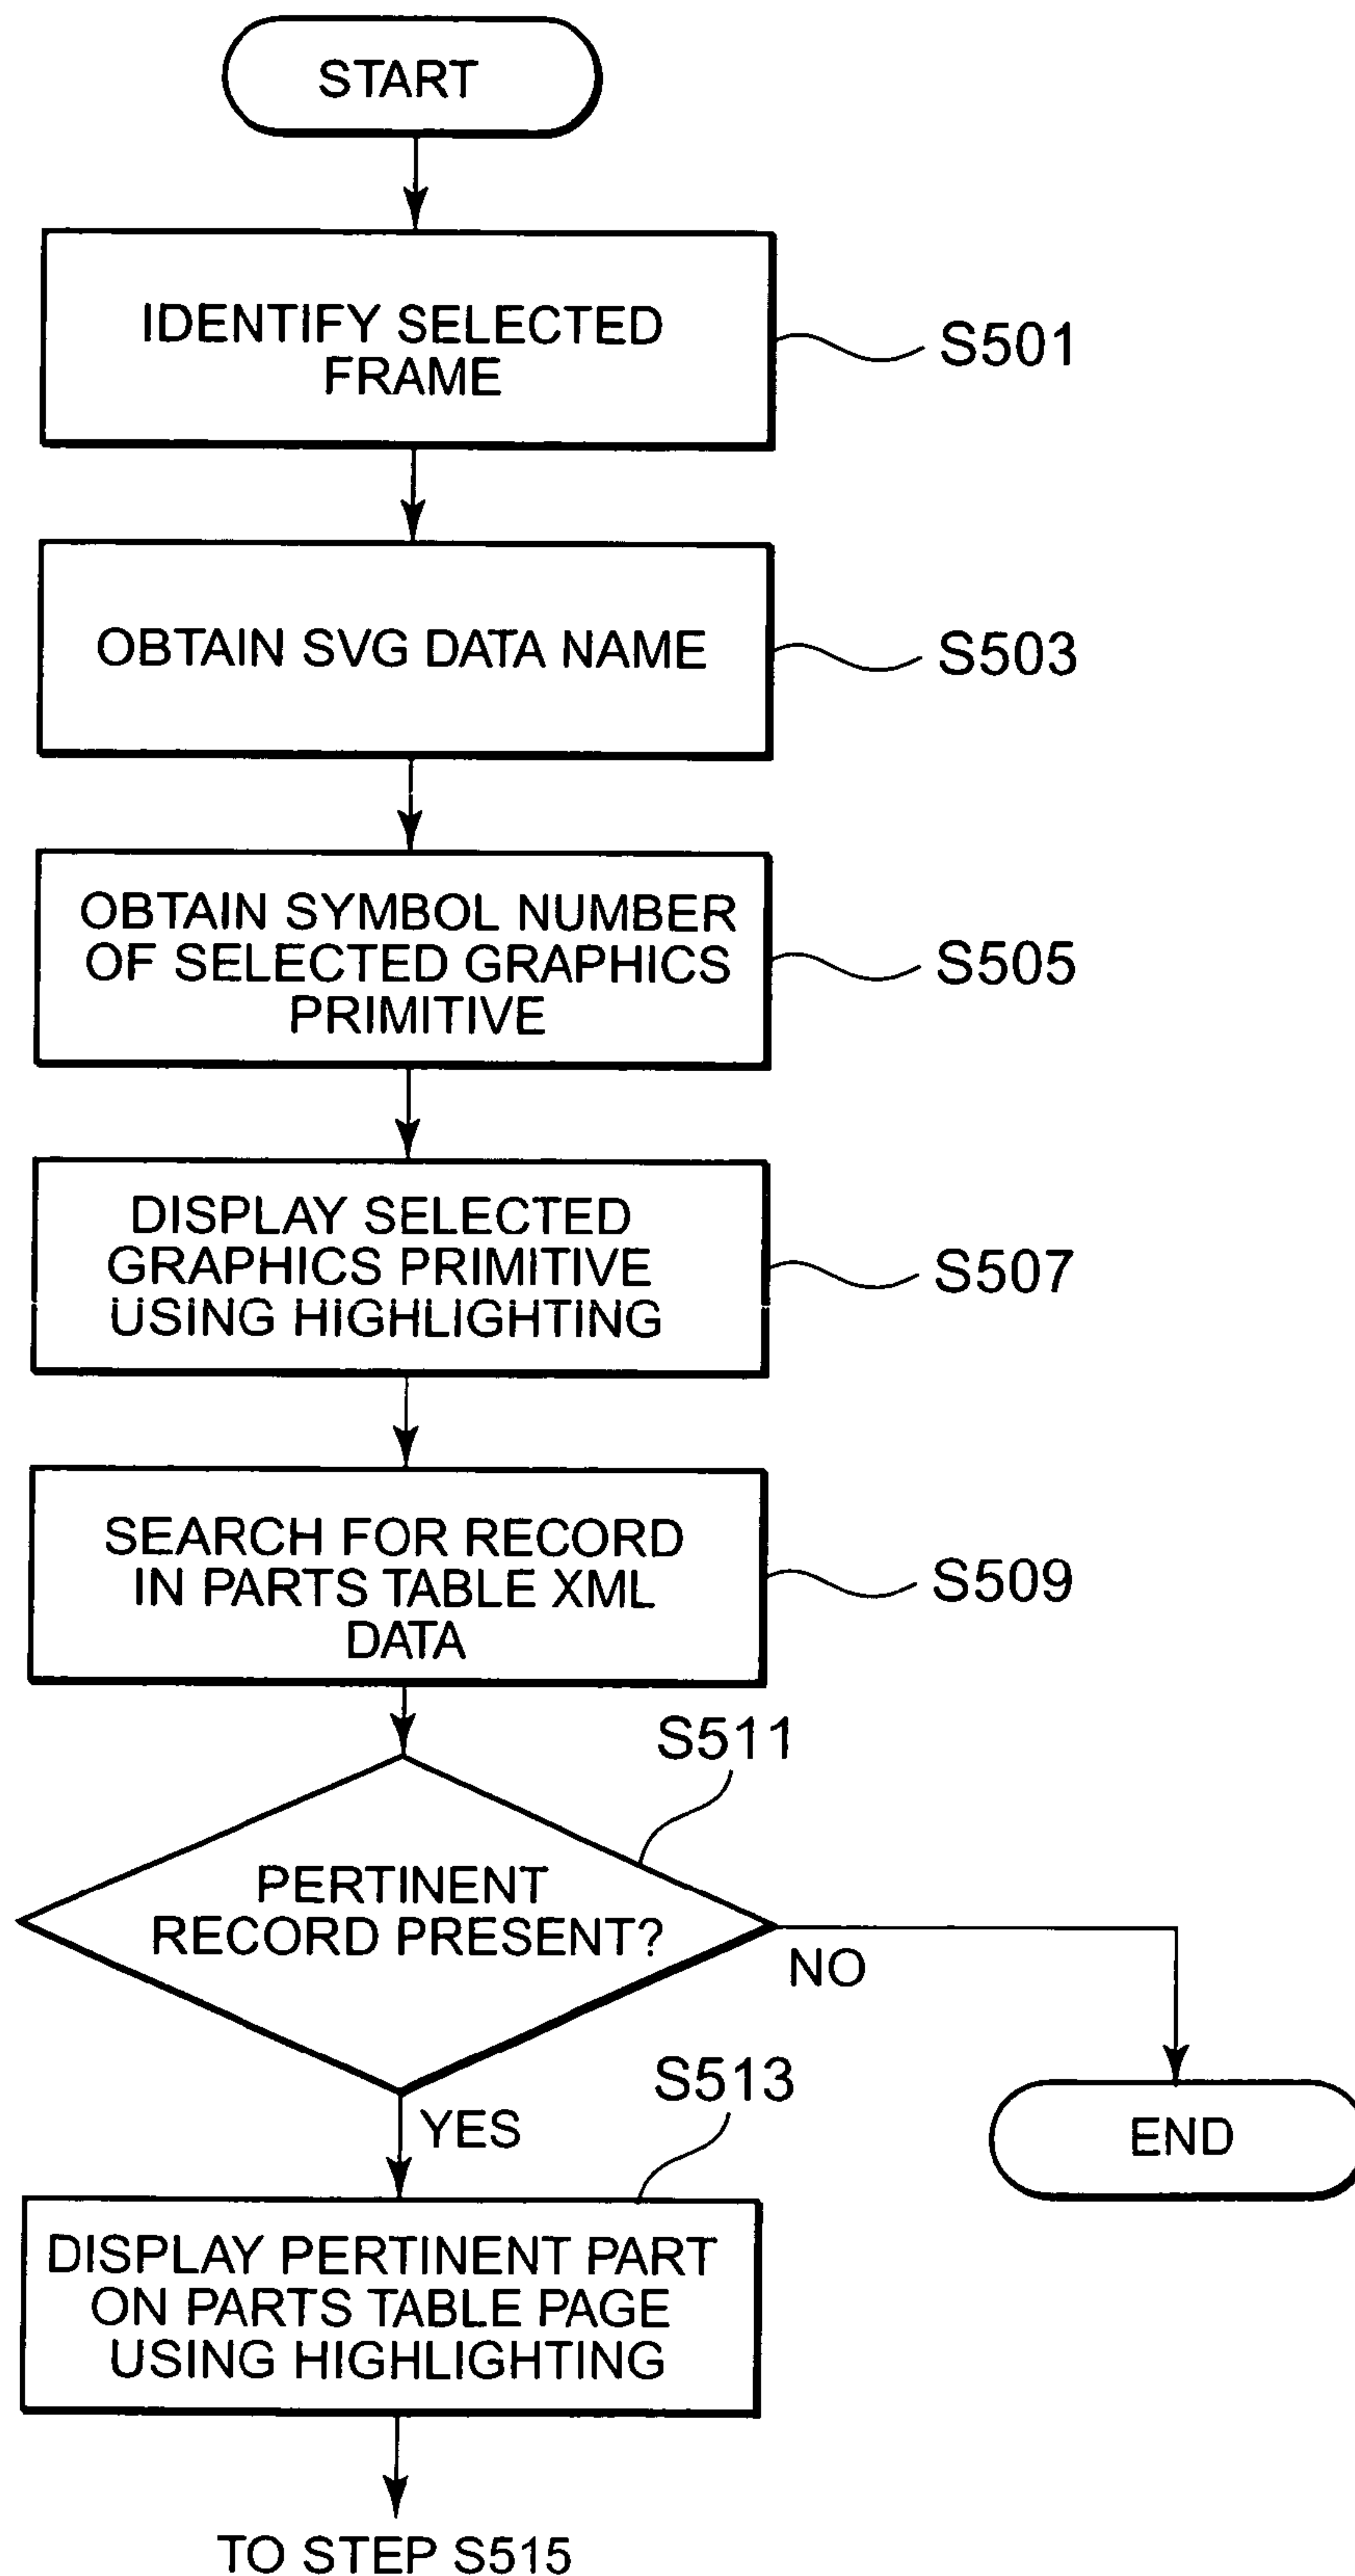 START
IDENTIFY SELECTED
FRAME
S501
OBTAIN SVG DATA NAME
S503
OBTAIN SYMBOL NUMBER
OF SELECTED GRAPHICS
PRIMITIVE
S505
DISPLAY SELECTED
GRAPHICS PRIMITIVE
USING HIGHLIGHTING
S507
SEARCH FOR RECORD
IN PARTS TABLE XML
DATA
S509
S511
PERTINENT
RECORD PRESENT?
NO
END
YES
S513
DISPLAY PERTINENT PART
ON PARTS TABLE PAGE
USING HIGHLIGHTING
TO STEP S515